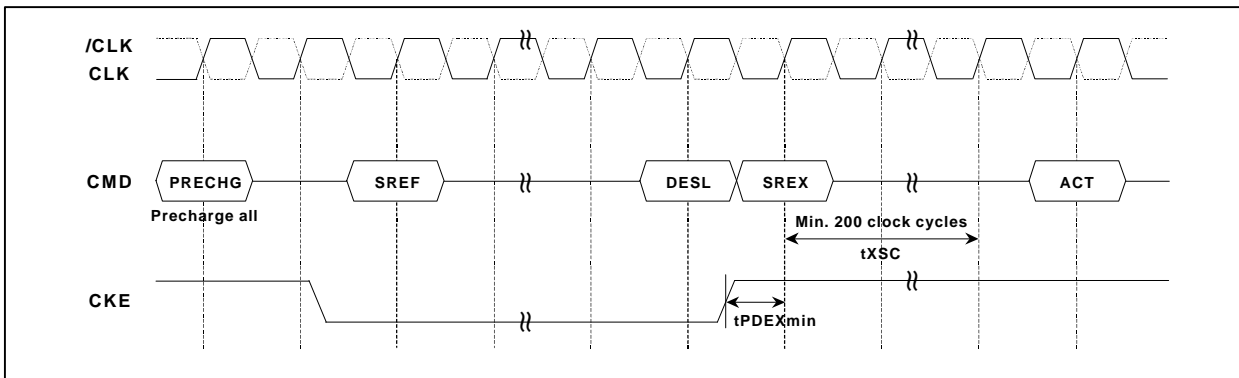 /CLK
CLK
CMD PRECHG SREF DESL SREX ACT
Precharge all
Min. 200 clock cycles
tXSC
CKE
tPDEXmin